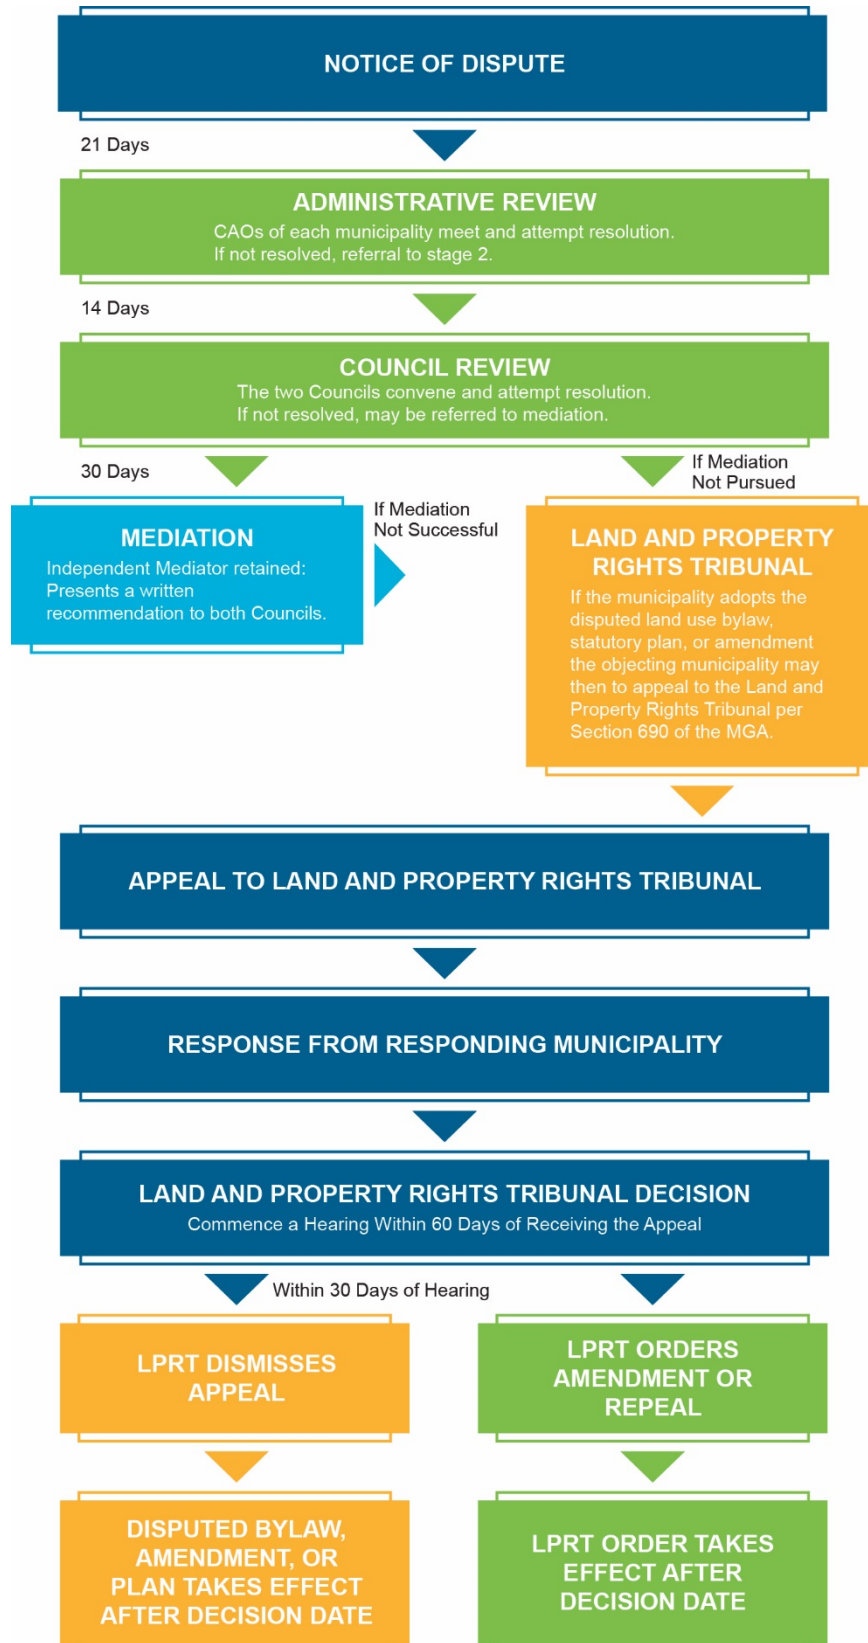 NOTICE OF DISPUTE
21 Days
ADMINISTRATIVE REVIEW
CAOs of each municipality meet and attempt resolution.
If not resolved, referral to stage 2.
14 Days
COUNCIL REVIEW
The two Councils convene and attempt resolution.
If not resolved, may be referred to mediation.
30 Days
If Mediation
Not Pursued
MEDIATION
Independent Mediator retained:
Presents a written
recommendation to both Councils.
If Mediation
Not Successful
LAND AND PROPERTY
RIGHTS TRIBUNAL
If the municipality adopts the
disputed land use bylaw,
statutory plan, or amendment
the objecting municipality may
then to appeal to the Land and
Property Rights Tribunal per
Section 690 of the MGA.
APPEAL TO LAND AND PROPERTY RIGHTS TRIBUNAL
RESPONSE FROM RESPONDING MUNICIPALITY
LAND AND PROPERTY RIGHTS TRIBUNAL DECISION
Commence a Hearing Within 60 Days of Receiving the Appeal
Within 30 Days of Hearing
LPRT DISMISSES
APPEAL
LPRT ORDERS
AMENDMENT OR
REPEAL
DISPUTED BYLAW,
AMENDMENT, OR
PLAN TAKES EFFECT
AFTER DECISION DATE
LPRT ORDER TAKES
EFFECT AFTER
DECISION DATE